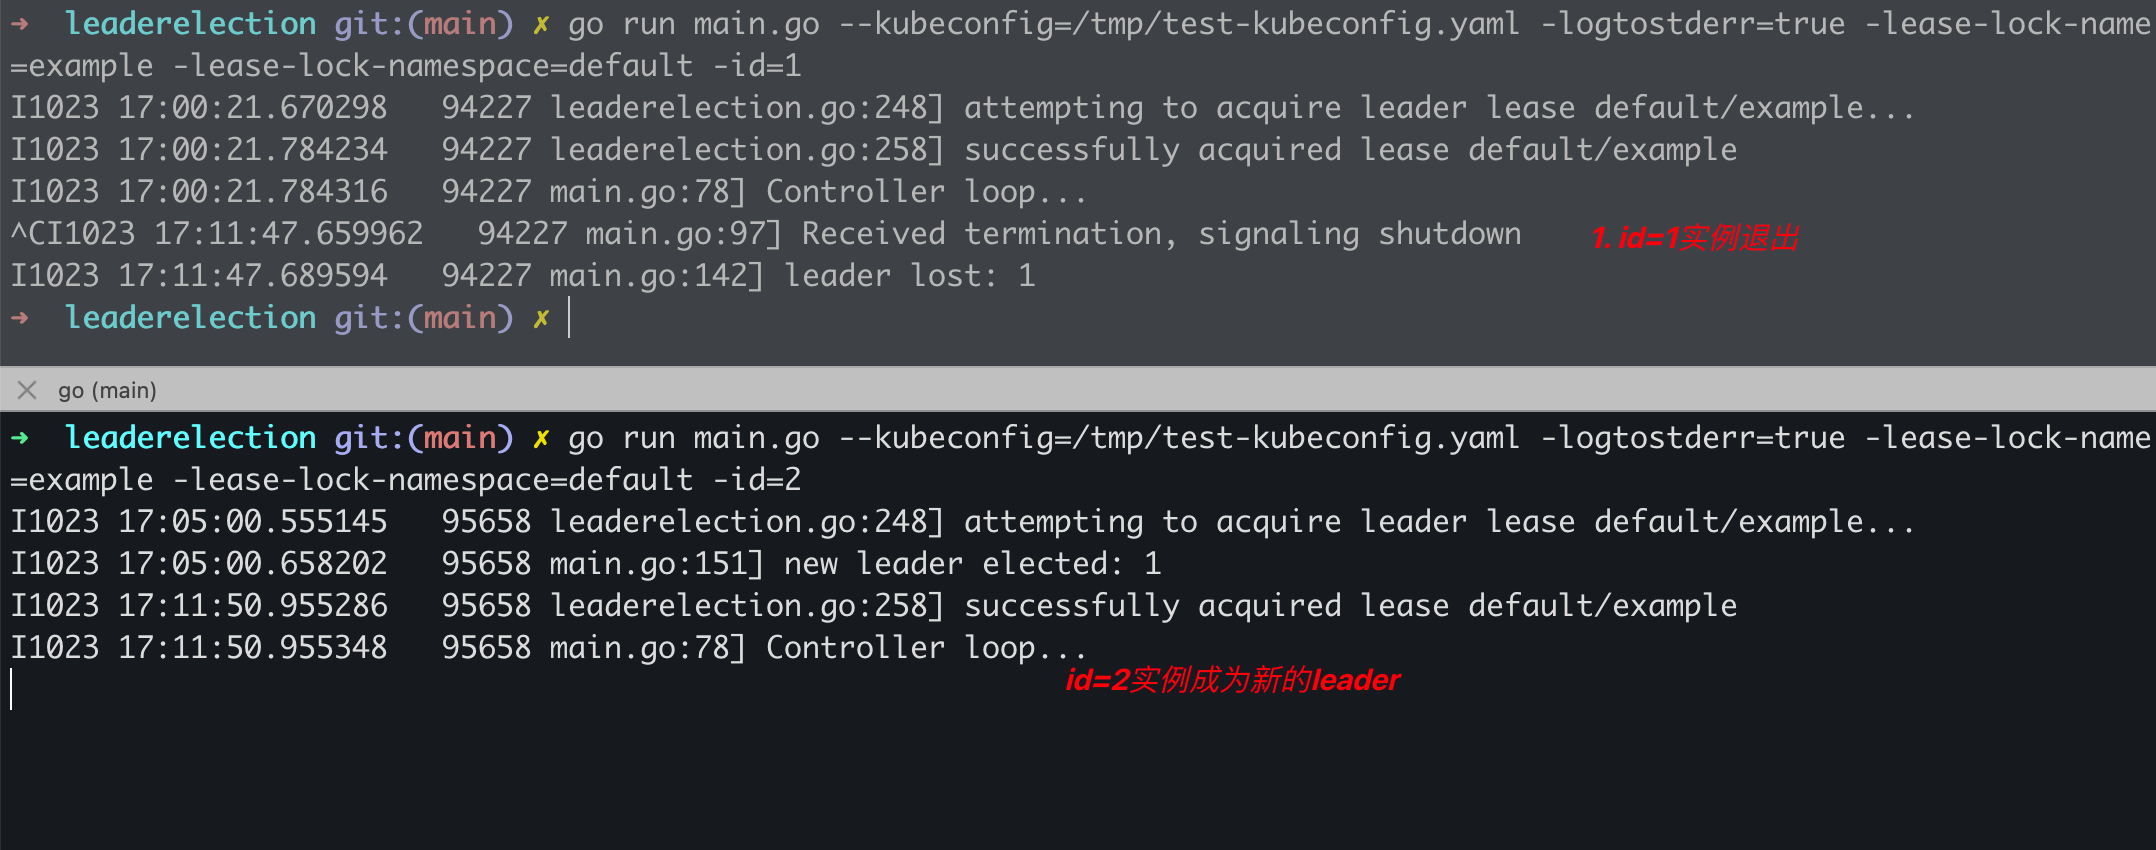 ➜  leaderelection git:(main) ✗ go run main.go --kubeconfig=/tmp/test-kubeconfig.yaml -logtostderr=true -lease-lock-name
=example -lease-lock-namespace=default -id=1
I1023 17:00:21.670298   94227 leaderelection.go:248] attempting to acquire leader lease default/example...
I1023 17:00:21.784234   94227 leaderelection.go:258] successfully acquired lease default/example
I1023 17:00:21.784316   94227 main.go:78] Controller loop...
^CI1023 17:11:47.659962   94227 main.go:97] Received termination, signaling shutdown
1. id=1实例退出
I1023 17:11:47.689594   94227 main.go:142] leader lost: 1
➜  leaderelection git:(main) ✗
go (main)
➜  leaderelection git:(main) ✗ go run main.go --kubeconfig=/tmp/test-kubeconfig.yaml -logtostderr=true -lease-lock-name
=example -lease-lock-namespace=default -id=2
I1023 17:05:00.555145   95658 leaderelection.go:248] attempting to acquire leader lease default/example...
I1023 17:05:00.658202   95658 main.go:151] new leader elected: 1
I1023 17:11:50.955286   95658 leaderelection.go:258] successfully acquired lease default/example
I1023 17:11:50.955348   95658 main.go:78] Controller loop...
id=2实例成为新的leader